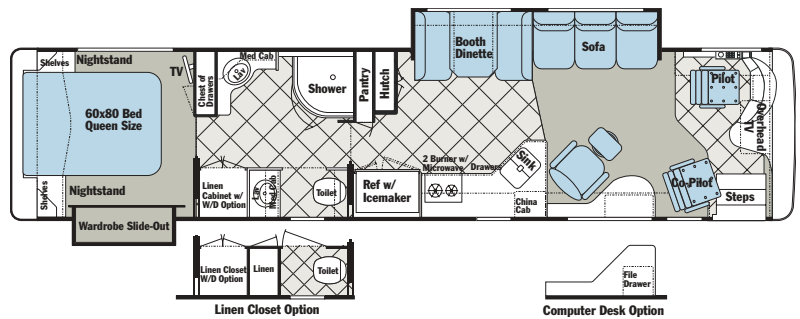 Shelves
Nightstand
TV
60x80 Bed
Queen Size
Nightstand
Shelves
Wardrobe Slide-Out
Chest of
Drawers
Med Cab
Lav
Shower
Pantry
Hutch
Linen
Cabinet w/
W/D Option
Lav
Med Cab
Toilet
Booth
Dinette
Sofa
2 Burner w/
Microwave
Drawers
Sink
Ref w/
Icemaker
China
Cab
Pilot
Overhead
TV
Co-Pilot
Steps
Linen Closet
W/D Option
Linen
Toilet
Linen Closet Option
File
Drawer
Computer Desk Option